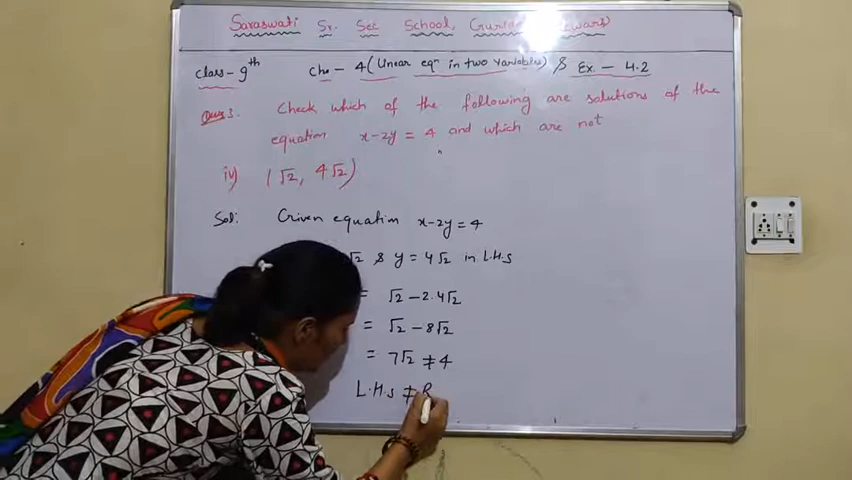 Saraswati Sr. Sec School,
class-9th ch.- 4 (Linear eqn in two variables) & Ex.- 4.2
Ques 3. Check which of the following are solutions of the
equation x-2y = 4 and which are not
iv) (√2, 4√2)
Sol: Given equation x-2y = 4
√2 & y = 4√2 in L.H.S
= √2 - 2.4√2
= √2 - 8√2
= 7√2 ≠ 4
L.H.S ≠ R